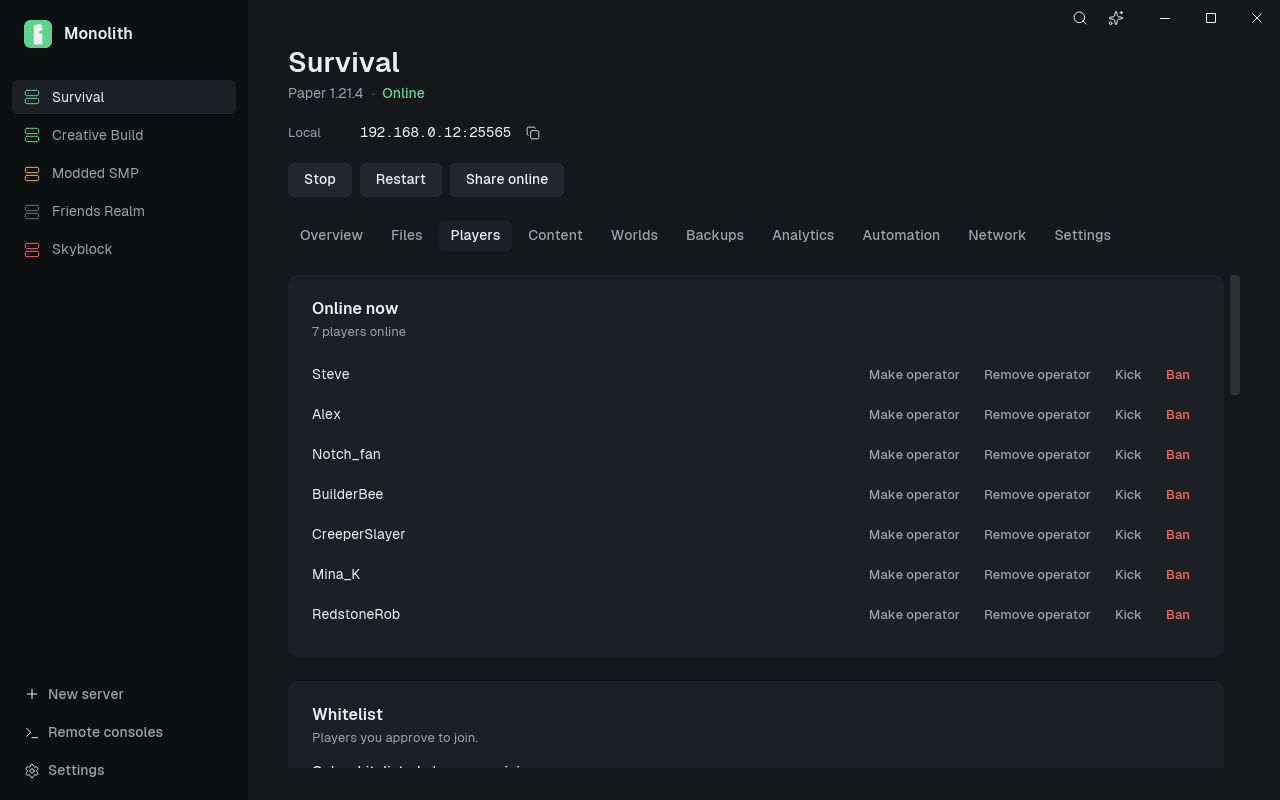 Monolith
Survival
Creative Build
Modded SMP
Friends Realm
Skyblock
New server
Remote consoles
Settings
Survival
Paper 1.21.4 · Online
Local 192.168.0.12:25565
Stop Restart Share online
Overview Files Players Content Worlds Backups Analytics Automation Network Settings
Online now
7 players online
Steve Make operator Remove operator Kick Ban
Alex Make operator Remove operator Kick Ban
Notch_fan Make operator Remove operator Kick Ban
BuilderBee Make operator Remove operator Kick Ban
CreeperSlayer Make operator Remove operator Kick Ban
Mina_K Make operator Remove operator Kick Ban
RedstoneRob Make operator Remove operator Kick Ban
Whitelist
Players you approve to join.